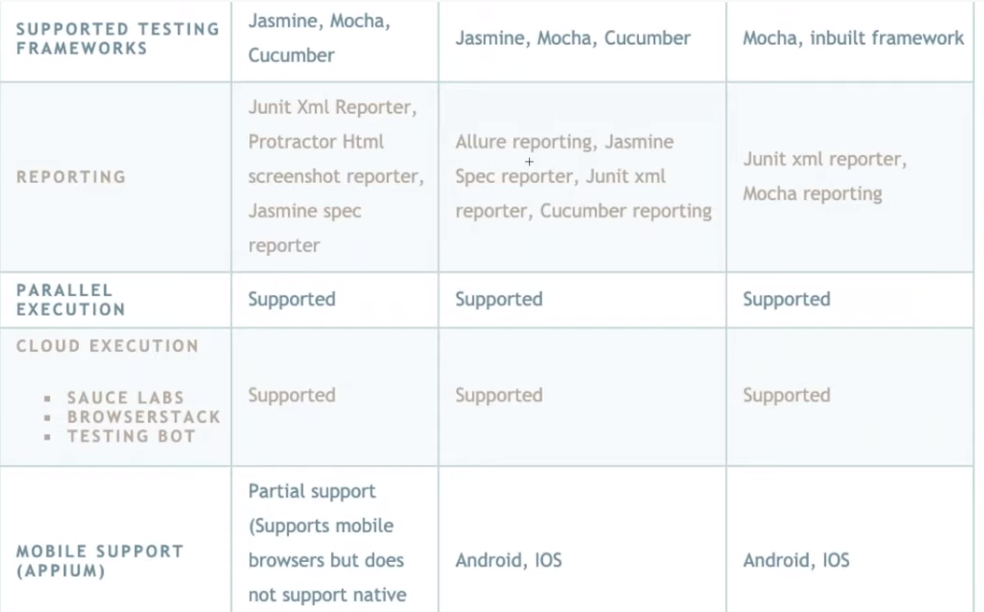 SUPPORTED TESTING
FRAMEWORKS
Jasmine, Mocha,
Cucumber
Jasmine, Mocha, Cucumber
Mocha, inbuilt framework
REPORTING
Junit Xml Reporter,
Protractor Html
screenshot reporter,
Jasmine spec
reporter
Allure reporting, Jasmine
Spec reporter, Junit xml
reporter, Cucumber reporting
Junit xml reporter,
Mocha reporting
PARALLEL
EXECUTION
Supported
Supported
Supported
CLOUD EXECUTION
▪ SAUCE LABS
▪ BROWSERSTACK
▪ TESTING BOT
Supported
Supported
Supported
MOBILE SUPPORT
(APPIUM)
Partial support
(Supports mobile
browsers but does
not support native
Android, IOS
Android, IOS